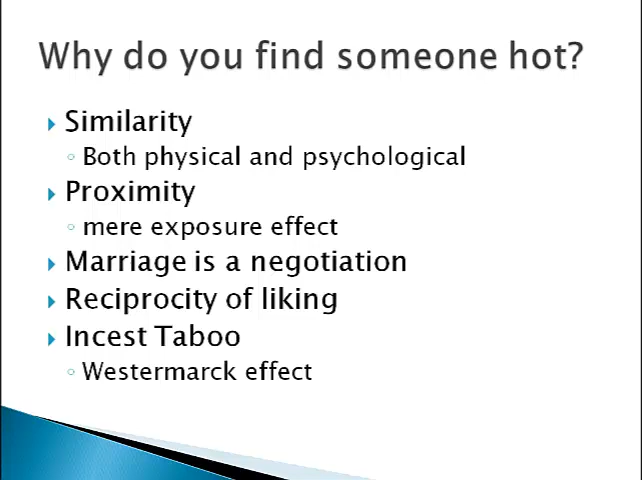 Why do you find someone hot?
Similarity
Both physical and psychological
Proximity
mere exposure effect
Marriage is a negotiation
Reciprocity of liking
Incest Taboo
Westermarck effect